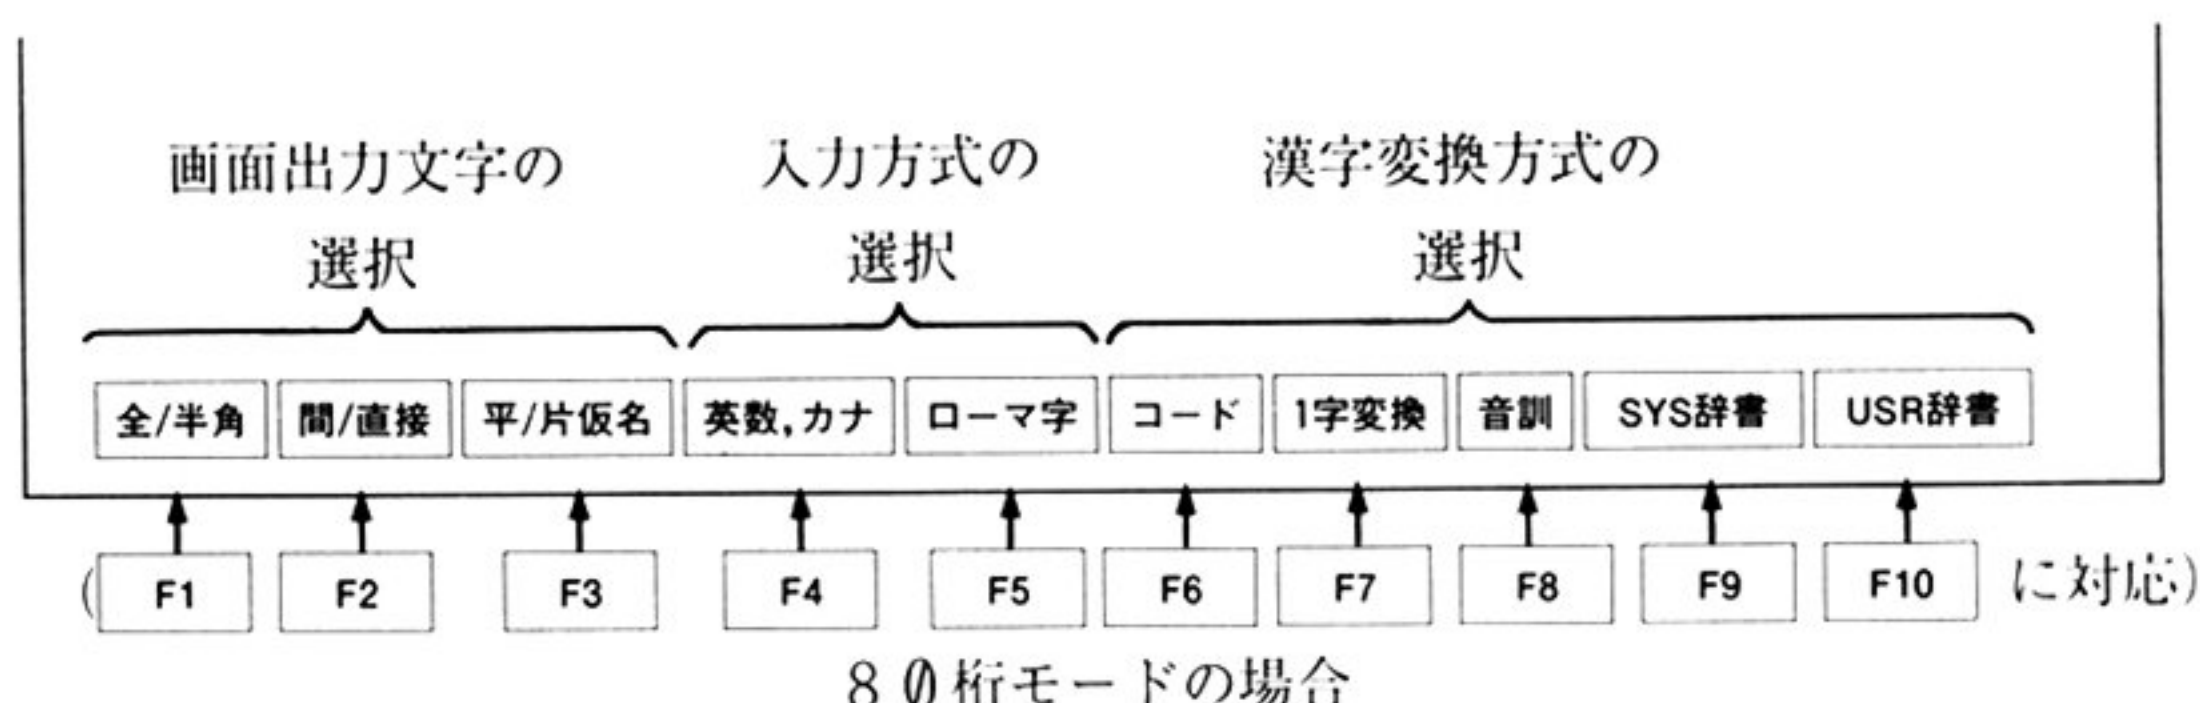 画面出力文字の 入力方式の 漢字変換方式の
選択 選択 選択
全/半角 間/直接 平/片仮名 英数,カナ ローマ字 コード 1字変換 音訓 SYS辞書 USR辞書
( F1 F2 F3 F4 F5 F6 F7 F8 F9 F10 に対応)
80桁モードの場合